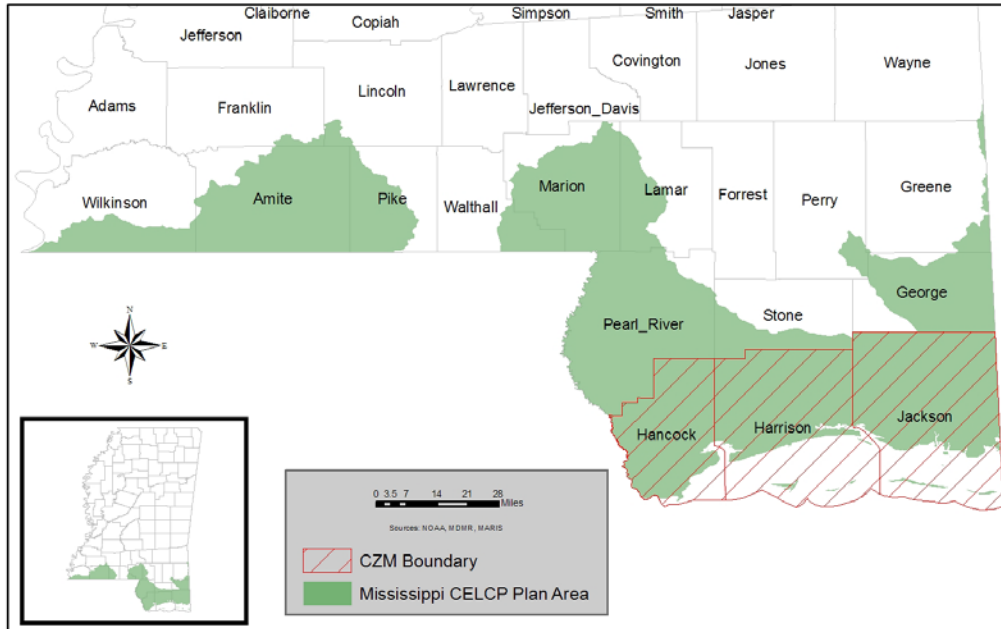 Claiborne Copiah Simpson Smith Jasper
Jefferson
Covington Jones Wayne
Adams Franklin Lincoln Lawrence
Jefferson_Davis
Wilkinson Amite Pike Walthall Marion Lamar Forrest Perry Greene
George
Stone
Pearl_River
N
W E
S
Hancock Harrison Jackson
0 3.5 7 14 21 28
Miles
Sources: NOAA, MDMR, MARIS
CZM Boundary
Mississippi CELCP Plan Area